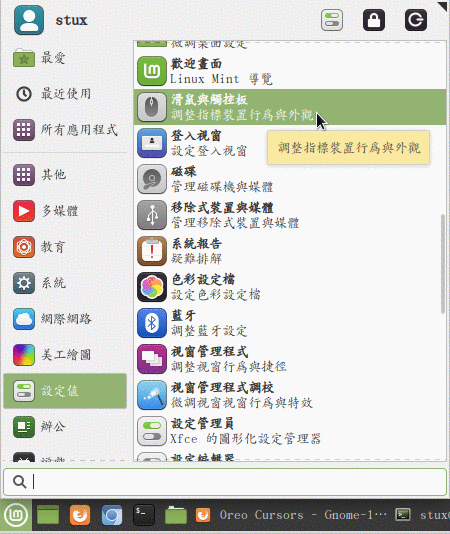 stux
最愛
最近使用
所有應用程式
其他
多媒體
教育
系統
網際網路
美工繪圖
設定值
辦公
遊戲
微調桌面設定
歡迎畫面
Linux Mint 導覽
滑鼠與觸控板
調整指標裝置行為與外觀
調整指標裝置行為與外觀
登入視窗
設定登入視窗
磁碟
管理磁碟機與媒體
移除式裝置與媒體
管理移除式裝置與媒體
系統報告
疑難排解
色彩設定檔
設定色彩設定檔
藍牙
調整藍牙設定
視窗管理程式
調整視窗行為與捷徑
視窗管理程式調校
微調視窗視窗行為與特效
設定管理員
Xfce 的圖形化設定管理器
設定編輯器
Oreo Cursors - Gnome-l…
stux